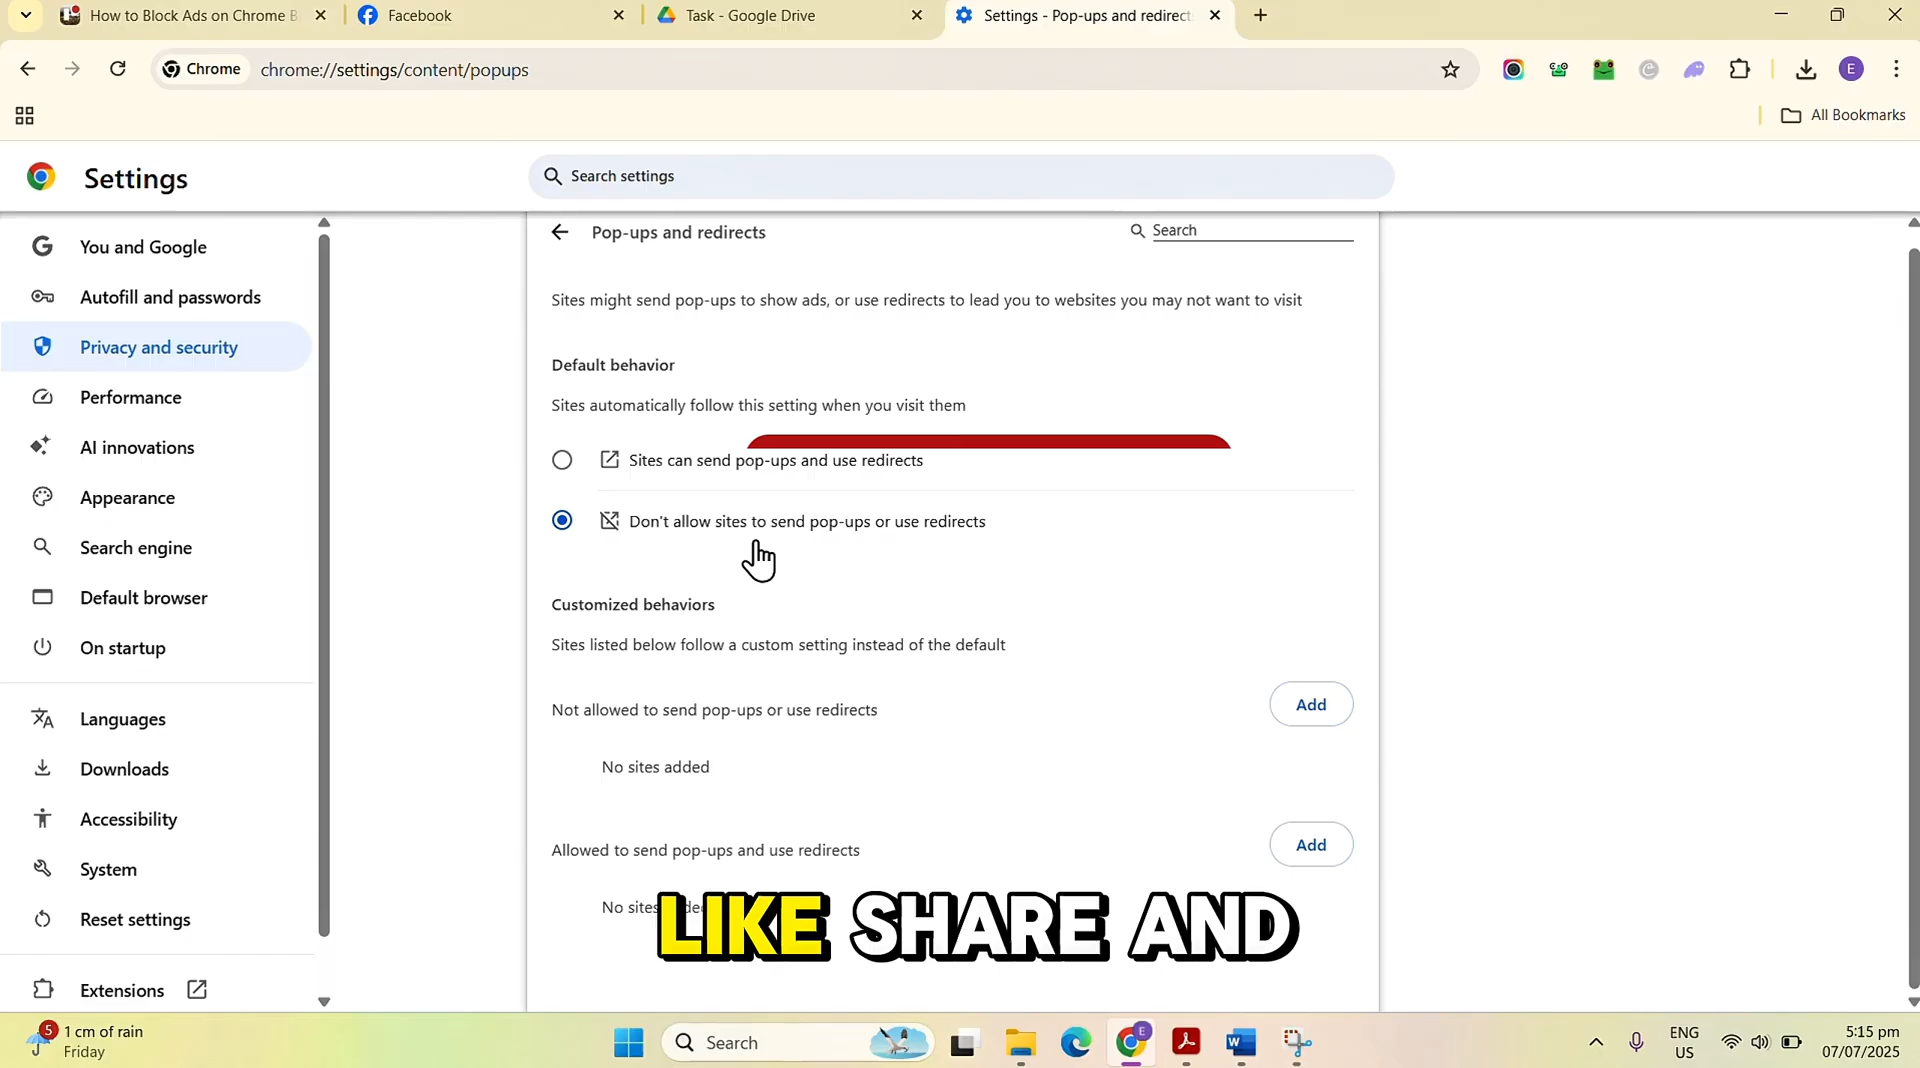 How to Block Ads on Chrome B
Facebook
Task - Google Drive
Settings - Pop-ups and redirect
Chrome
chrome://settings/content/popups
E
All Bookmarks
Settings
Search settings
You and Google
Autofill and passwords
Privacy and security
Performance
AI innovations
Appearance
Search engine
Default browser
On startup
Languages
Downloads
Accessibility
System
Reset settings
Extensions
Pop-ups and redirects
Search
Sites might send pop-ups to show ads, or use redirects to lead you to websites you may not want to visit
Default behavior
Sites automatically follow this setting when you visit them
Sites can send pop-ups and use redirects
Don't allow sites to send pop-ups or use redirects
Customized behaviors
Sites listed below follow a custom setting instead of the default
Not allowed to send pop-ups or use redirects
Add
No sites added
Allowed to send pop-ups and use redirects
Add
No sites
LIKE SHARE AND
5
1 cm of rain
Friday
Search
E
ENG
US
5:15 pm
07/07/2025